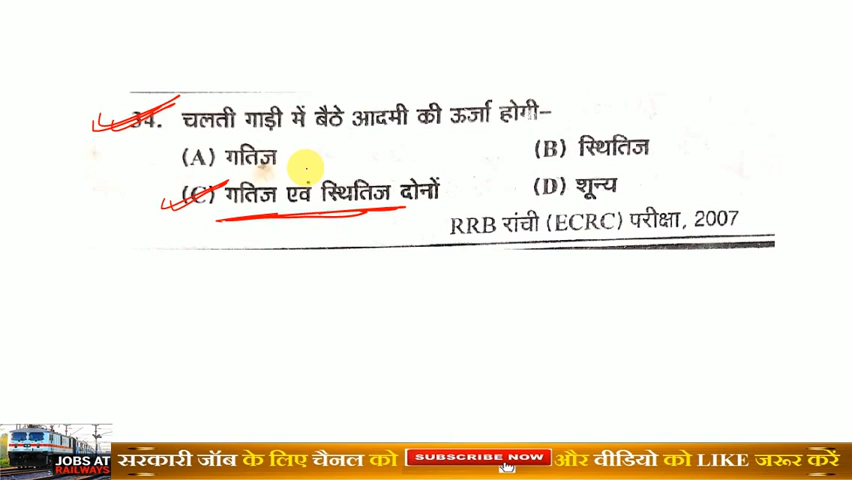 34. चलती गाड़ी में बैठे आदमी की ऊर्जा होगी–
(A) गतिज (B) स्थितिज
(C) गतिज एवं स्थितिज दोनों (D) शून्य
RRB रांची (ECRC) परीक्षा, 2007
JOBS AT
RAILWAYS
सरकारी जॉब के लिए चैनल को SUBSCRIBE NOW और वीडियो को LIKE जरूर करें